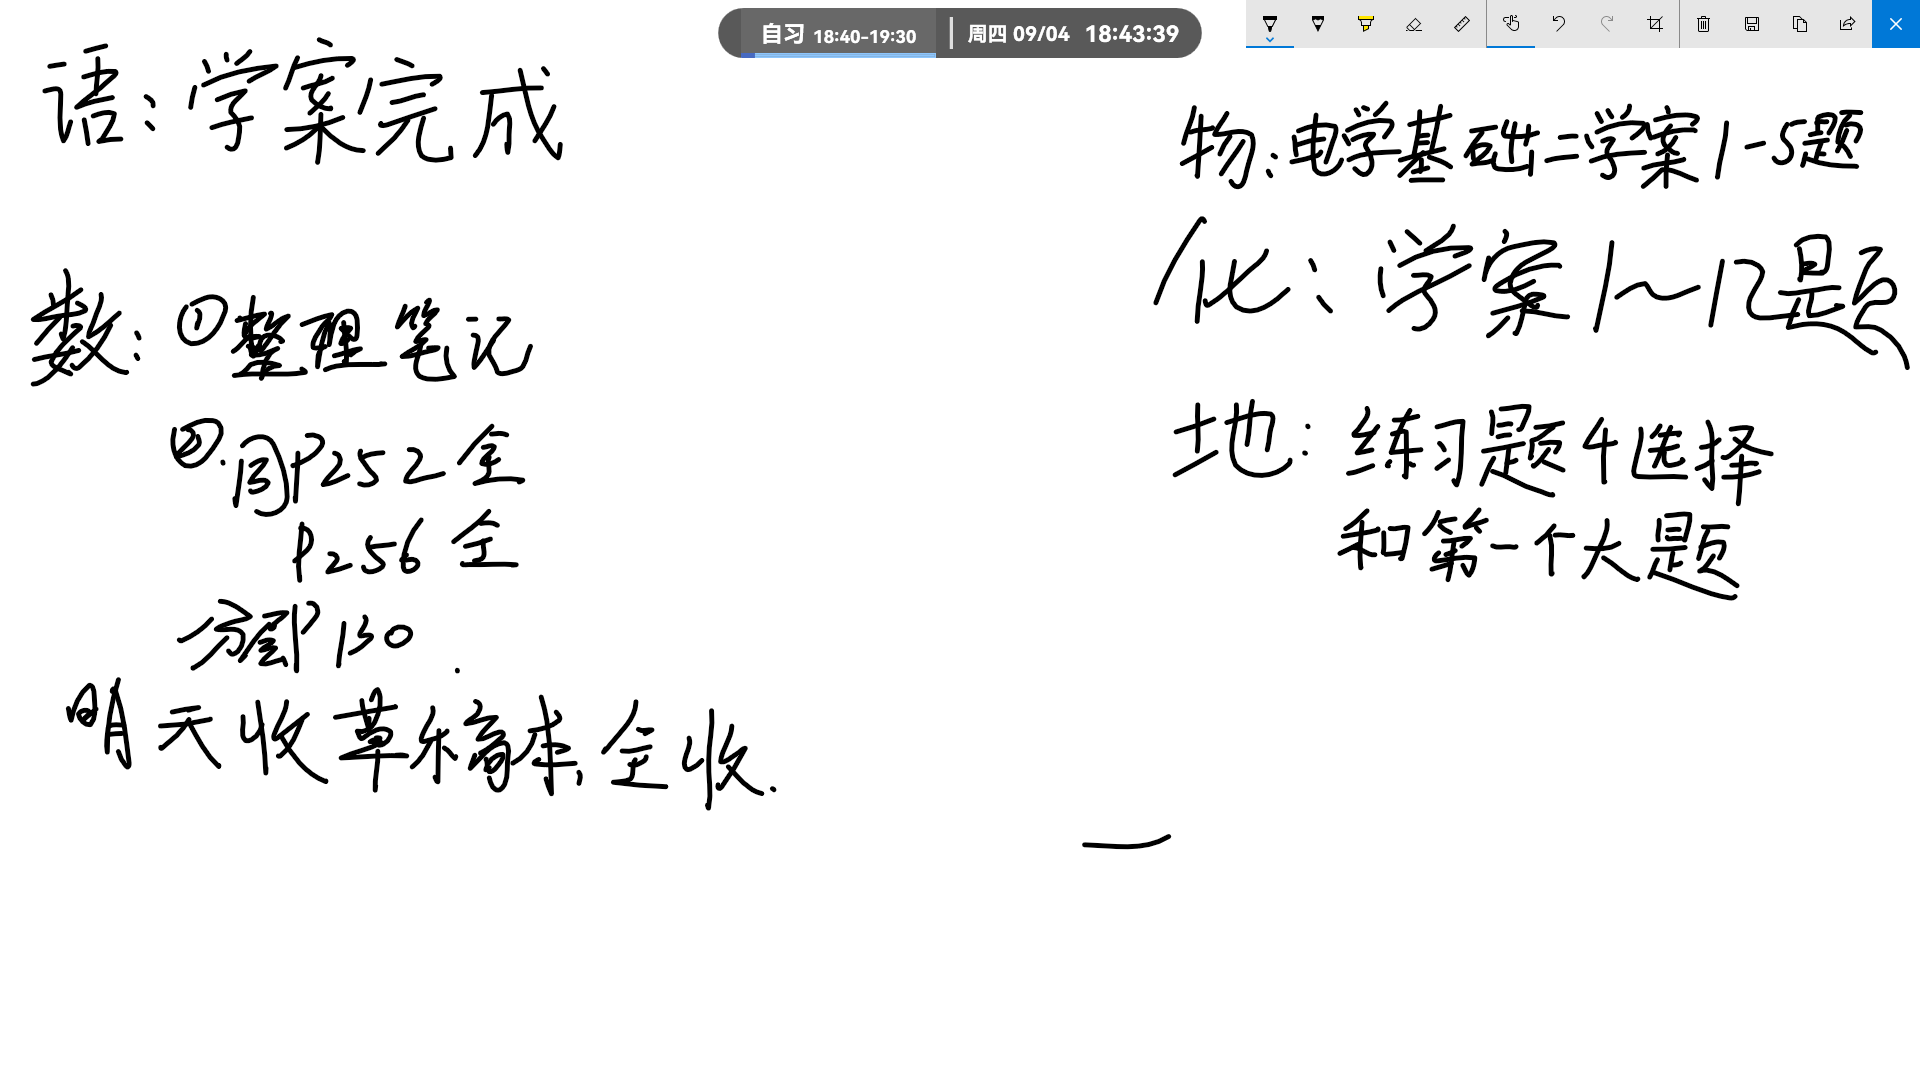 自习 18:40-19:30 周四 09/04 18:43:39
语：学案完成
数：①整理笔记
②.同P252全
P256全
分层P130
明天收草稿本,全收.
物：电学基础二学案1-5题
化：学案1～12题
地：练习题4选择
和第一个大题